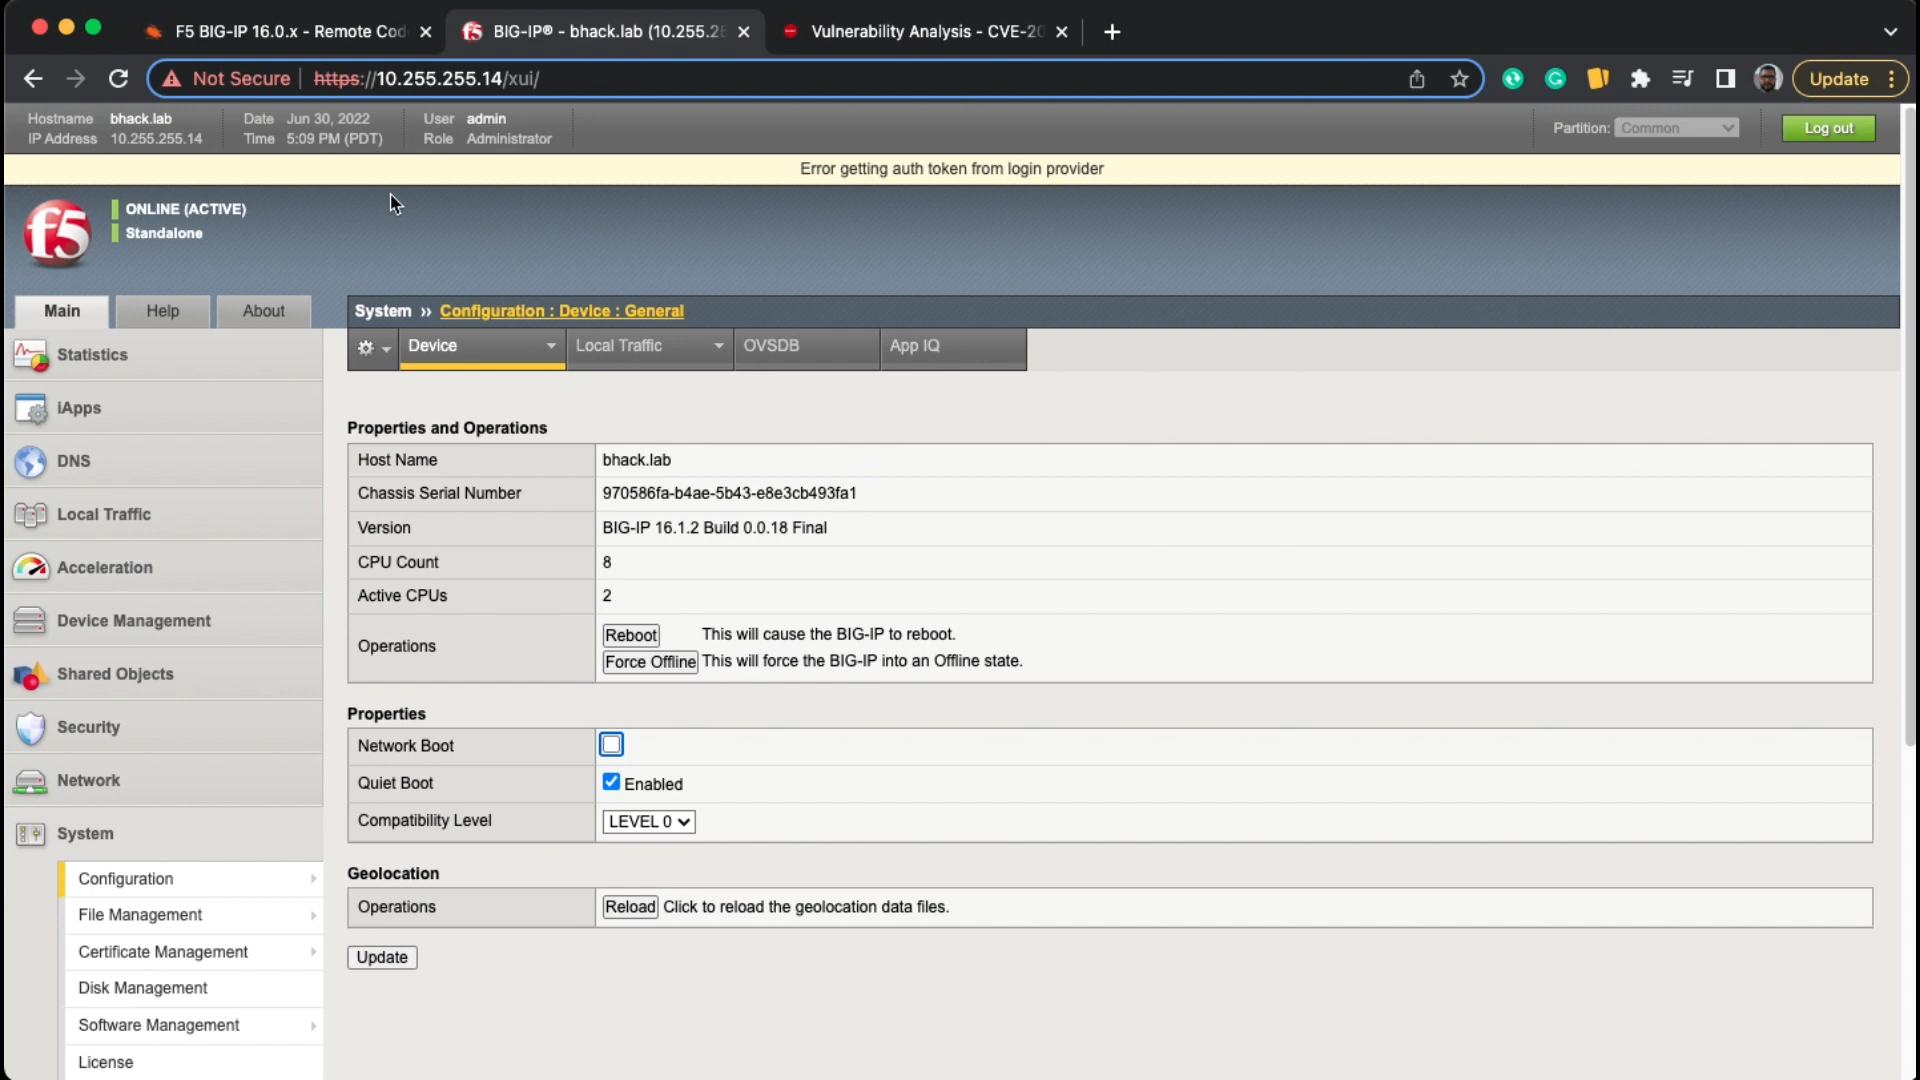 F5 BIG-IP 16.0.x - Remote Cod
BIG-IP® - bhack.lab (10.255.25
Vulnerability Analysis - CVE-20
Not Secure
https://10.255.255.14/xui/
Update
Hostname bhack.lab
IP Address 10.255.255.14
Date Jun 30, 2022
Time 5:09 PM (PDT)
User admin
Role Administrator
Partition: Common
Log out
Error getting auth token from login provider
f5
ONLINE (ACTIVE)
Standalone
Main
Help
About
System ›› Configuration : Device : General
Device
Local Traffic
OVSDB
App IQ
Statistics
iApps
DNS
Local Traffic
Acceleration
Device Management
Shared Objects
Security
Network
System
Configuration
File Management
Certificate Management
Disk Management
Software Management
License
Properties and Operations
Host Name bhack.lab
Chassis Serial Number 970586fa-b4ae-5b43-e8e3cb493fa1
Version BIG-IP 16.1.2 Build 0.0.18 Final
CPU Count 8
Active CPUs 2
Operations
Reboot This will cause the BIG-IP to reboot.
Force Offline This will force the BIG-IP into an Offline state.
Properties
Network Boot
Quiet Boot Enabled
Compatibility Level LEVEL 0
Geolocation
Operations Reload Click to reload the geolocation data files.
Update